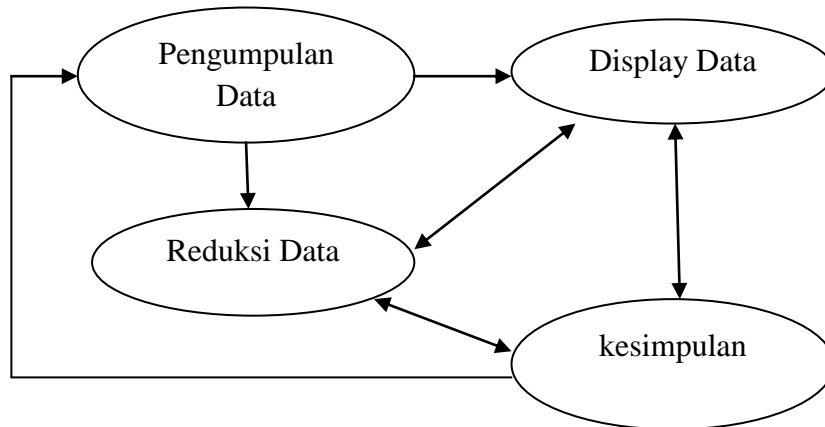 Pengumpulan
Data
Display Data
Reduksi Data
kesimpulan